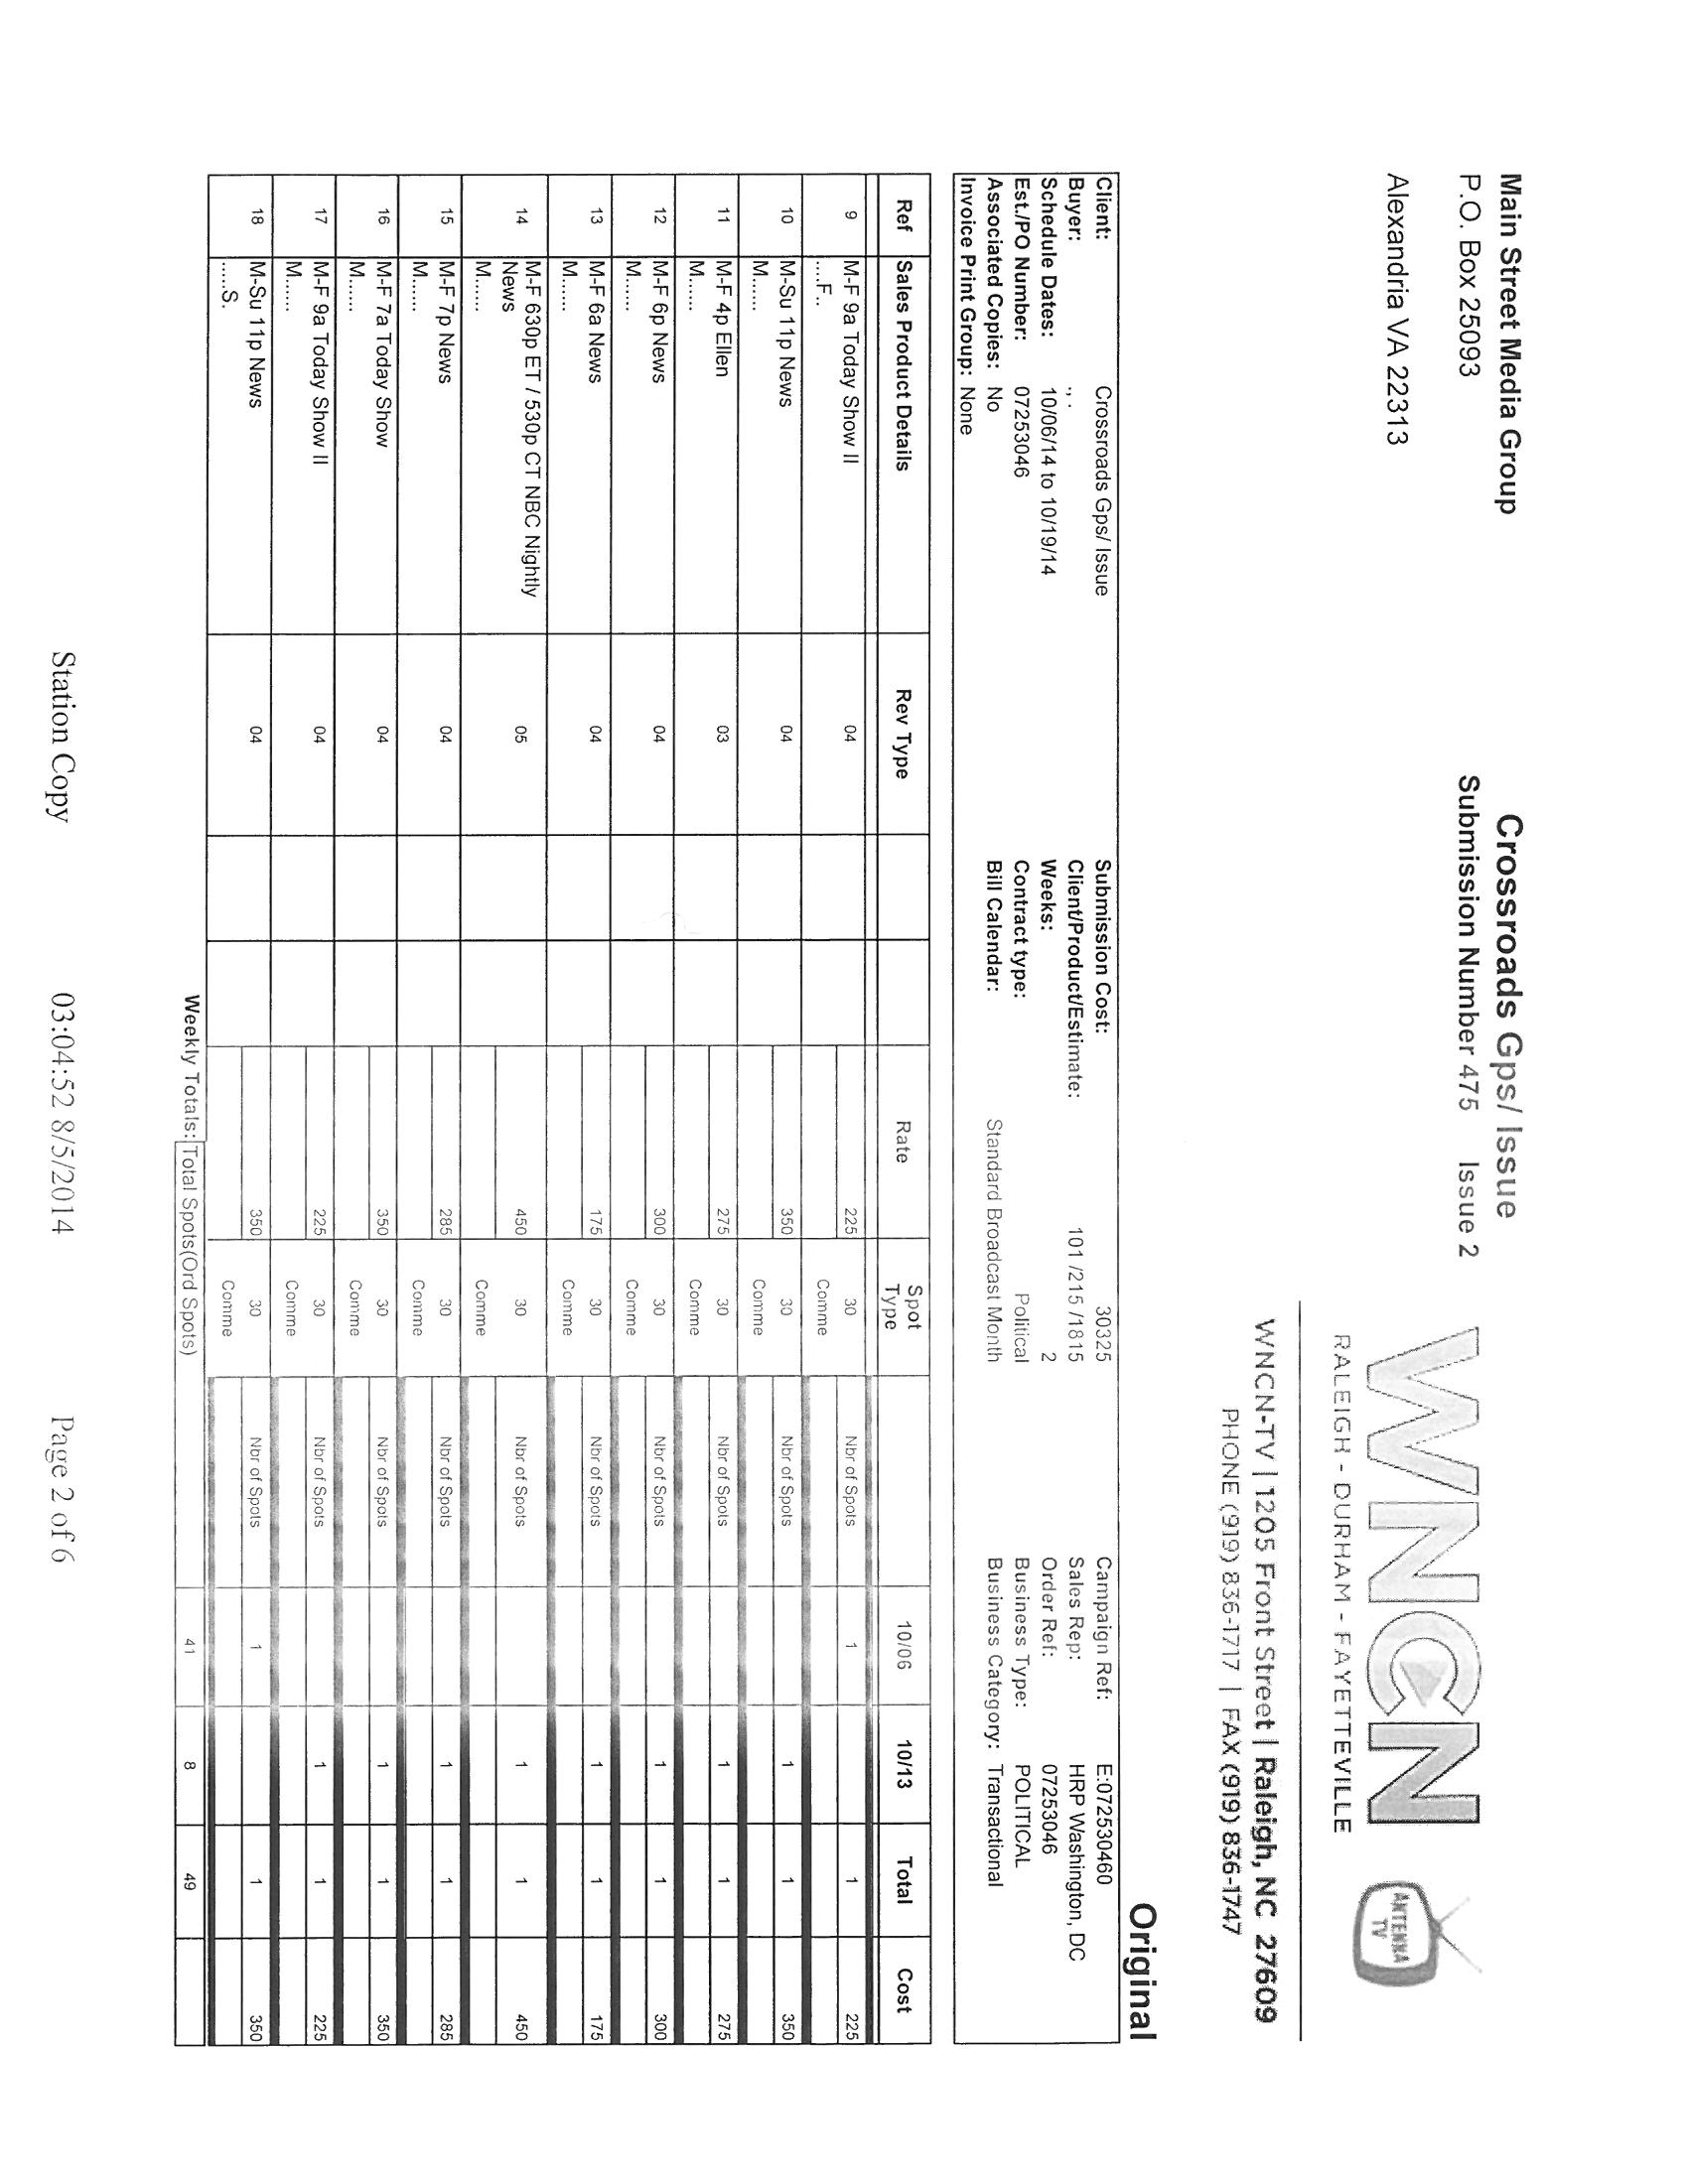 Main Street Media Group
P.O. Box 25093
Alexandria VA 22313
Crossroads Gps/ Issue
Submission Number 475 Issue 2
WNCN
RALEIGH - DURHAM - FAYETTEVILLE
ANTENNA
TV
WNCN-TV | 1205 Front Street | Raleigh, NC 27609
PHONE (919) 836-1717 | FAX (919) 836-1747
Original
Client: Crossroads Gps/ Issue Submission Cost: 30325 Campaign Ref: E:072530460
Buyer: ., . Client/Product/Estimate: 101 /215 /1815 Sales Rep: HRP Washington, DC
Schedule Dates: 10/06/14 to 10/19/14 Weeks: 2 Order Ref: 07253046
Est./PO Number: 07253046 Contract type: Political Business Type: POLITICAL
Associated Copies: No Bill Calendar: Standard Broadcast Month Business Category: Transactional
Invoice Print Group: None
Ref Sales Product Details Rev Type Rate Spot Type 10/06 10/13 Total Cost
9 M-F 9a Today Show II 04 225 30 Nbr of Spots 1 1 225
....F.. Comme
10 M-Su 11p News 04 350 30 Nbr of Spots 1 1 350
M...... Comme
11 M-F 4p Ellen 03 275 30 Nbr of Spots 1 1 275
M...... Comme
12 M-F 6p News 04 300 30 Nbr of Spots 1 1 300
M...... Comme
13 M-F 6a News 04 175 30 Nbr of Spots 1 1 175
M...... Comme
14 M-F 630p ET / 530p CT NBC Nightly 05 450 30 Nbr of Spots 1 1 450
News
M...... Comme
15 M-F 7p News 04 285 30 Nbr of Spots 1 1 285
M...... Comme
16 M-F 7a Today Show 04 350 30 Nbr of Spots 1 1 350
M...... Comme
17 M-F 9a Today Show II 04 225 30 Nbr of Spots 1 1 225
M...... Comme
18 M-Su 11p News 04 350 30 Nbr of Spots 1 1 350
.....S. Comme
Weekly Totals: Total Spots(Ord Spots) 41 8 49
Station Copy 03:04:52 8/5/2014 Page 2 of 6